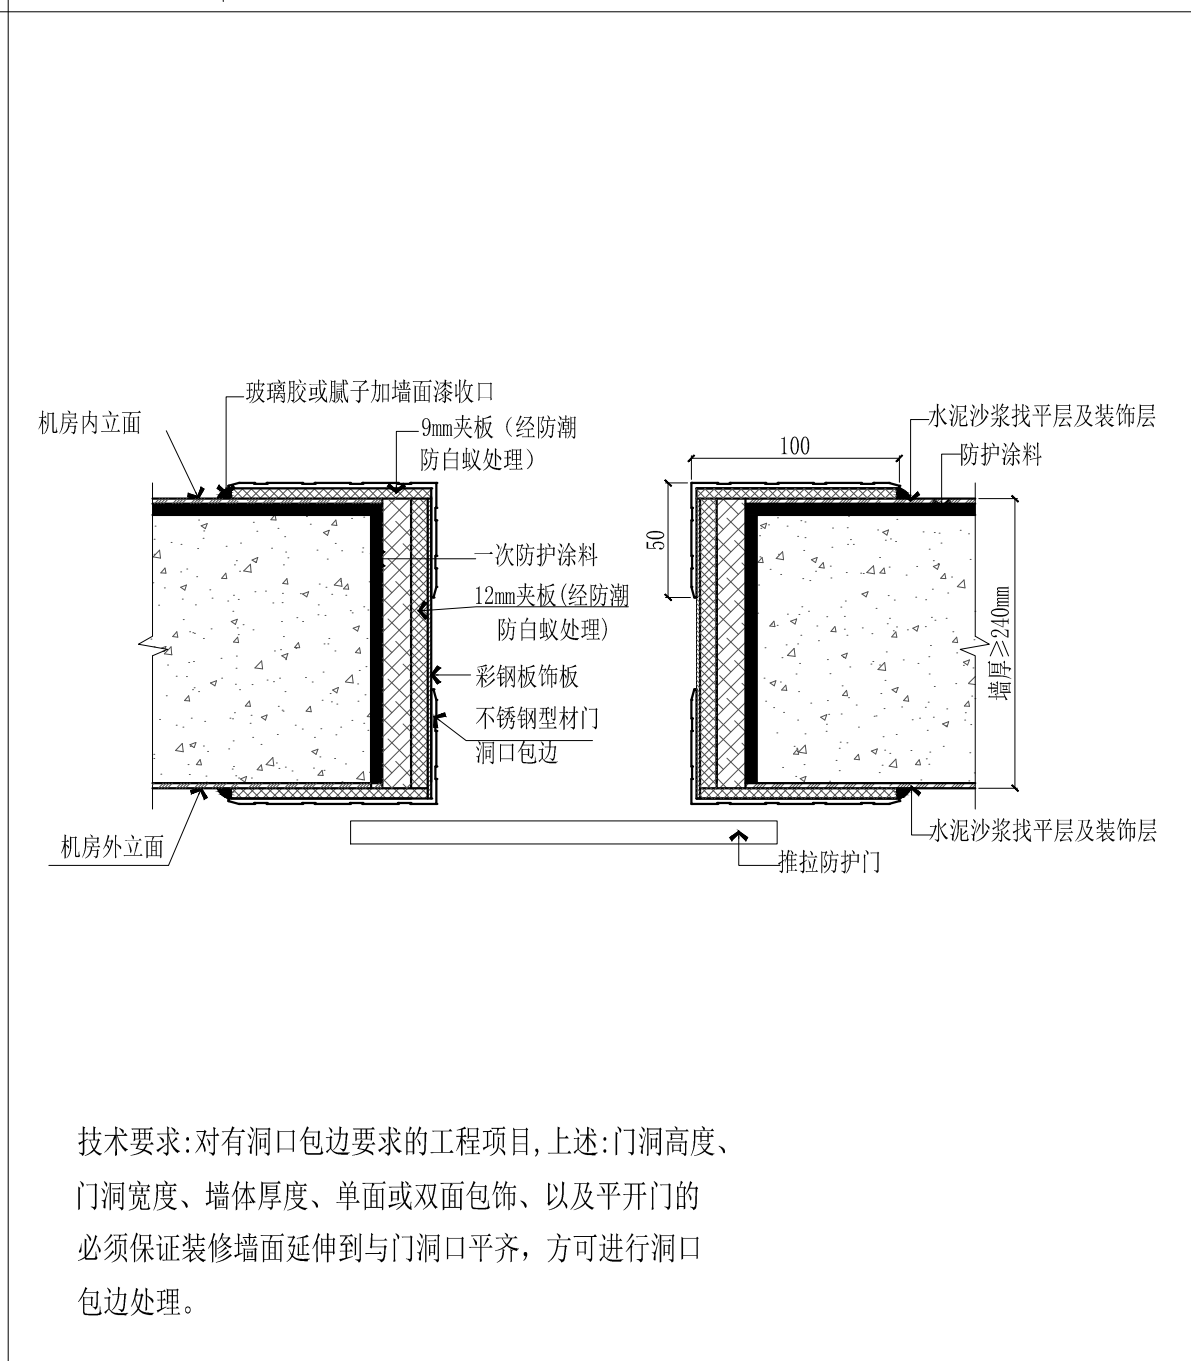 玻璃胶或腻子加墙面漆收口
机房内立面
9mm夹板（经防潮
防白蚁处理）
水泥沙浆找平层及装饰层
100
防护涂料
50
一次防护涂料
12mm夹板(经防潮
防白蚁处理)
墙厚≥240mm
彩钢板饰板
不锈钢型材门
洞口包边
机房外立面
水泥沙浆找平层及装饰层
推拉防护门
技术要求:对有洞口包边要求的工程项目,上述:门洞高度、
门洞宽度、墙体厚度、单面或双面包饰、以及平开门的
必须保证装修墙面延伸到与门洞口平齐，方可进行洞口
包边处理。